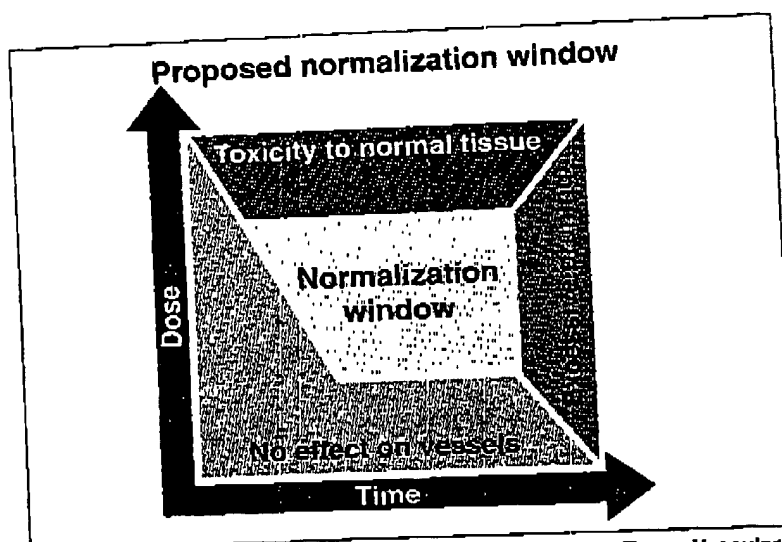 Proposed normalization window
Toxicity to normal tissue
Normalization
window
Dose
No effect on vessels
Time